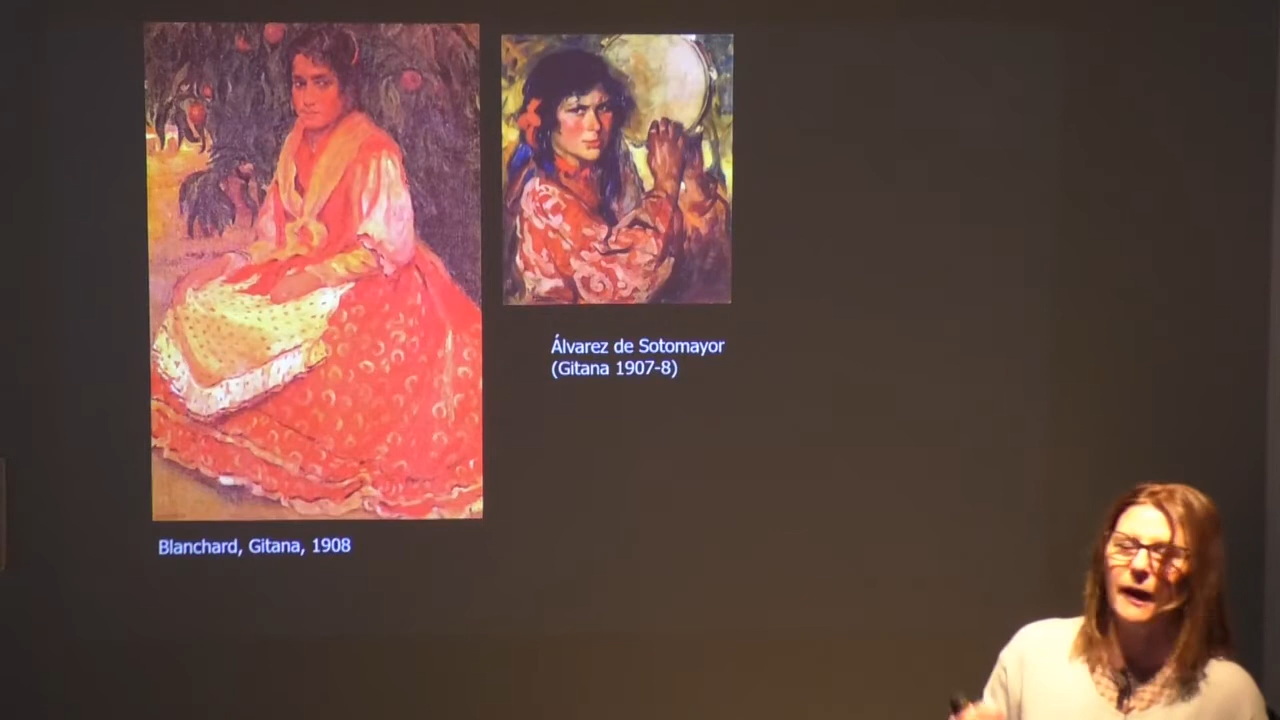 Álvarez de Sotomayor
(Gitana 1907-8)
Blanchard, Gitana, 1908